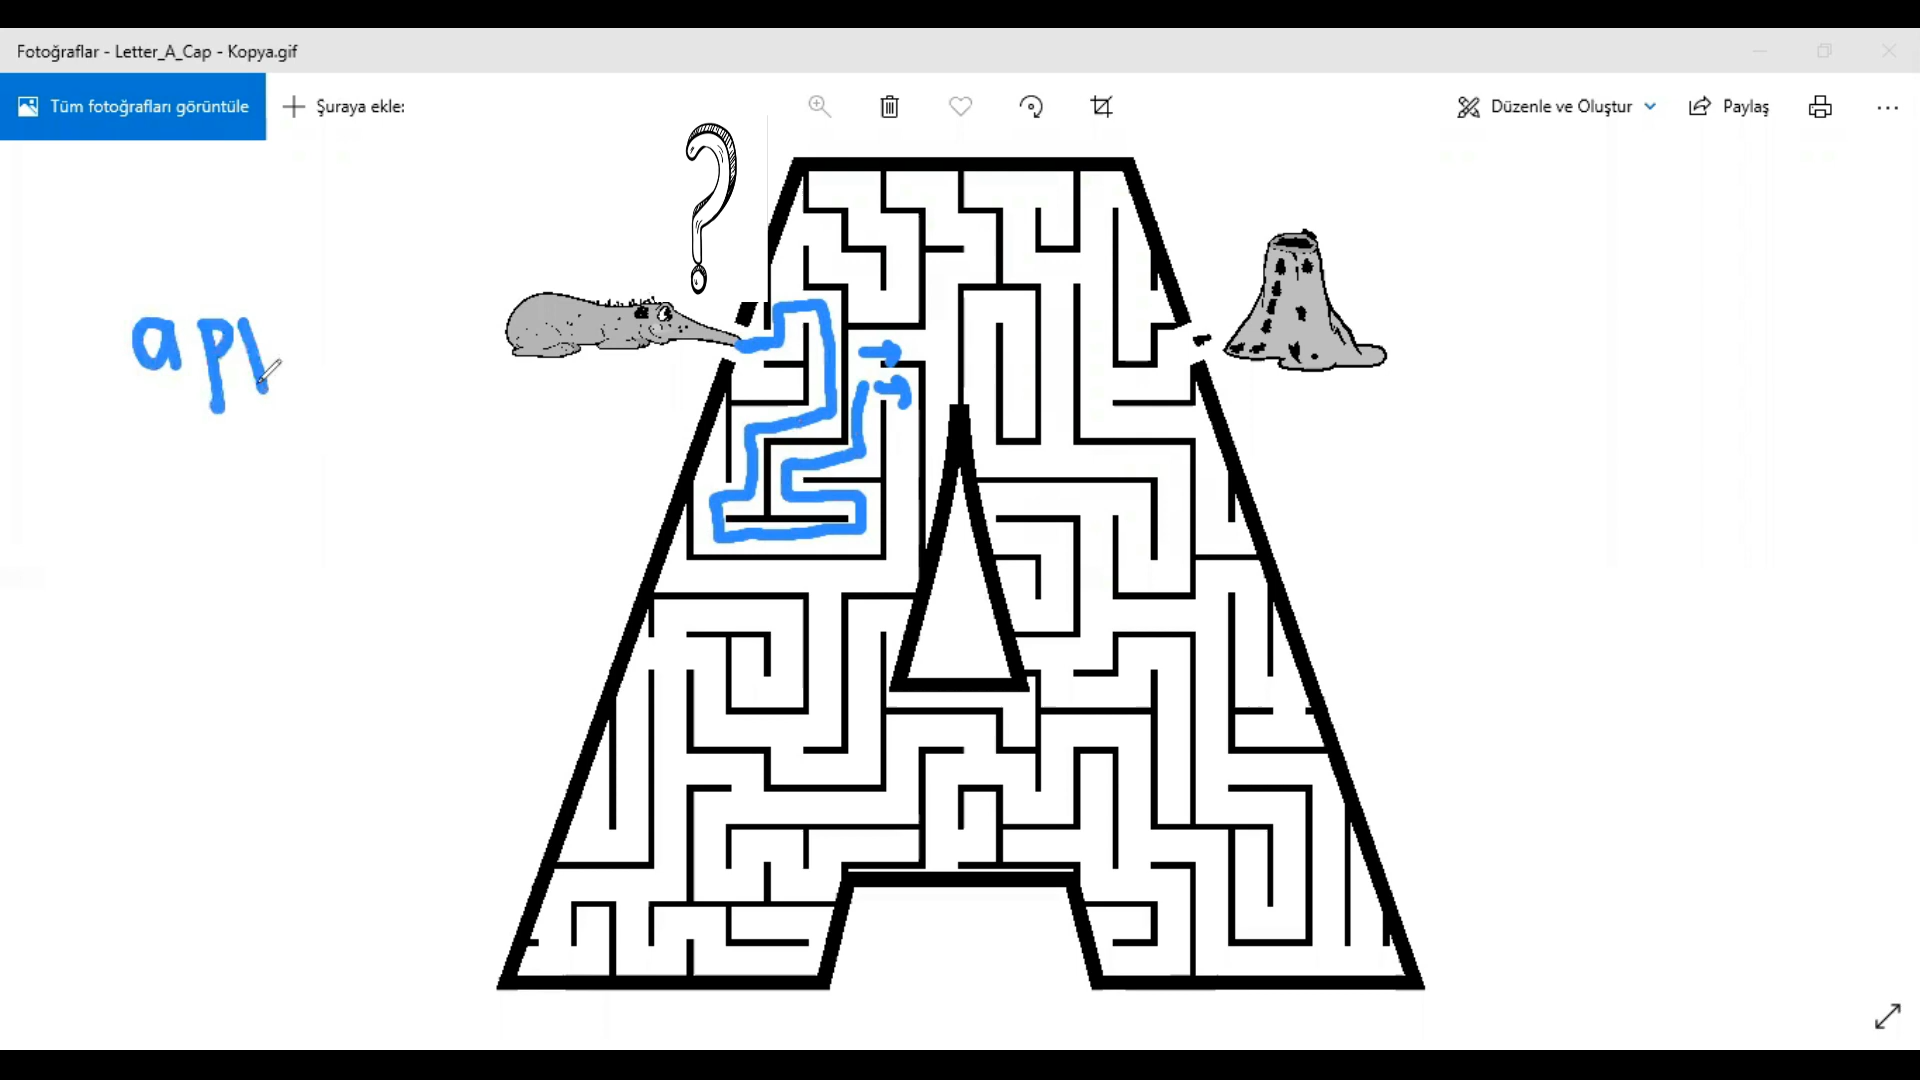 Fotoğraflar - Letter_A_Cap - Kopya.gif
Tüm fotoğrafları görüntüle
Şuraya ekle:
Düzenle ve Oluştur
Paylaş
?
apl